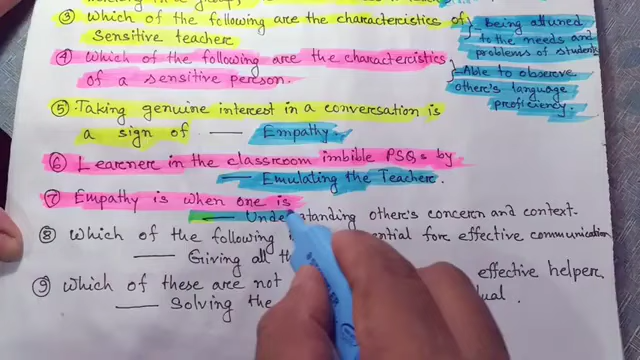 ③ Which of the following are the characteristics of
Sensitive teacher
being attuned
to the needs and
problems of student
④ Which of the following are the characteristics
of a sensitive person.
Able to observe
other's language
proficiency.
⑤ Taking genuine interest in a conversation is
a sign of — Empathy.
⑥ Learner in the classroom imbible PSQs by
— Emulating the Teacher.
⑦ Empathy is when one is
— Understanding other's concern and context.
⑧ Which of the following for effective communication
— Giving all
⑨ Which of these are not effective helper
— Solving the